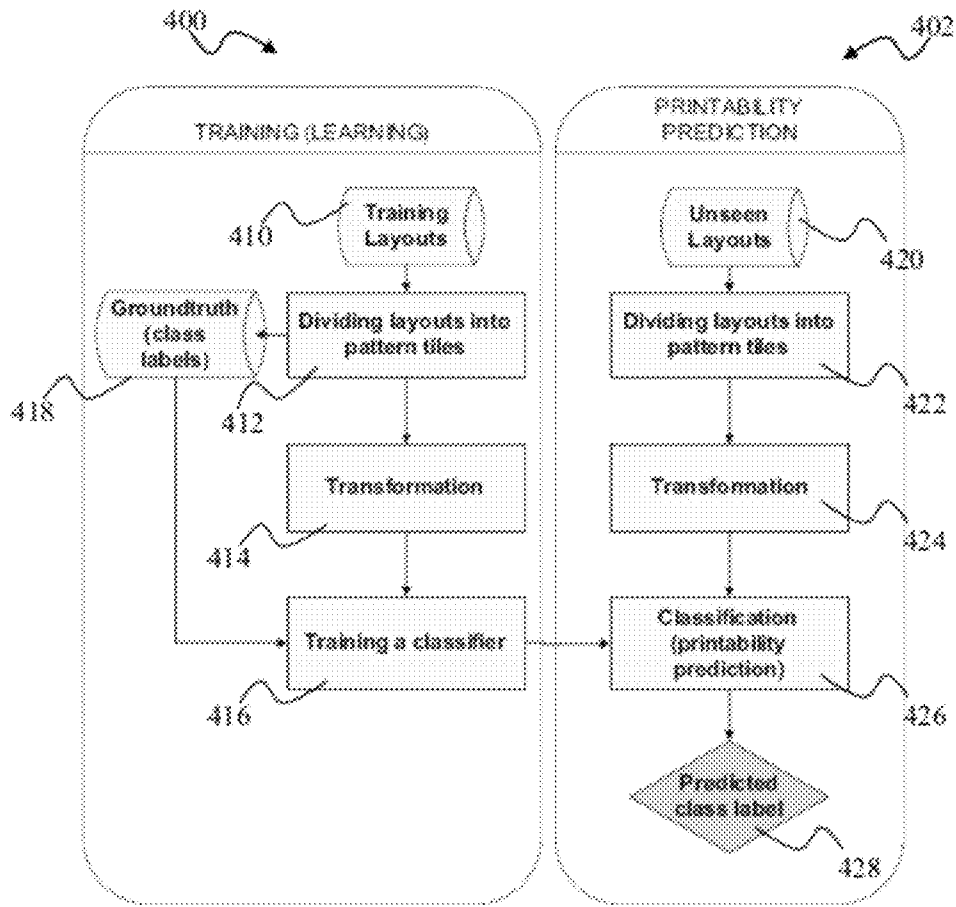 400
402
TRAINING (LEARNING)
PRINTABILITY
PREDICTION
410
Training
Layouts
Unseen
Layouts
420
Groundtruth
(class
labels)
Dividing layouts into
pattern tiles
Dividing layouts into
pattern tiles
418
412
422
Transformation
Transformation
414
424
Training a classifier
Classification
(printability
prediction)
416
426
Predicted
class label
428